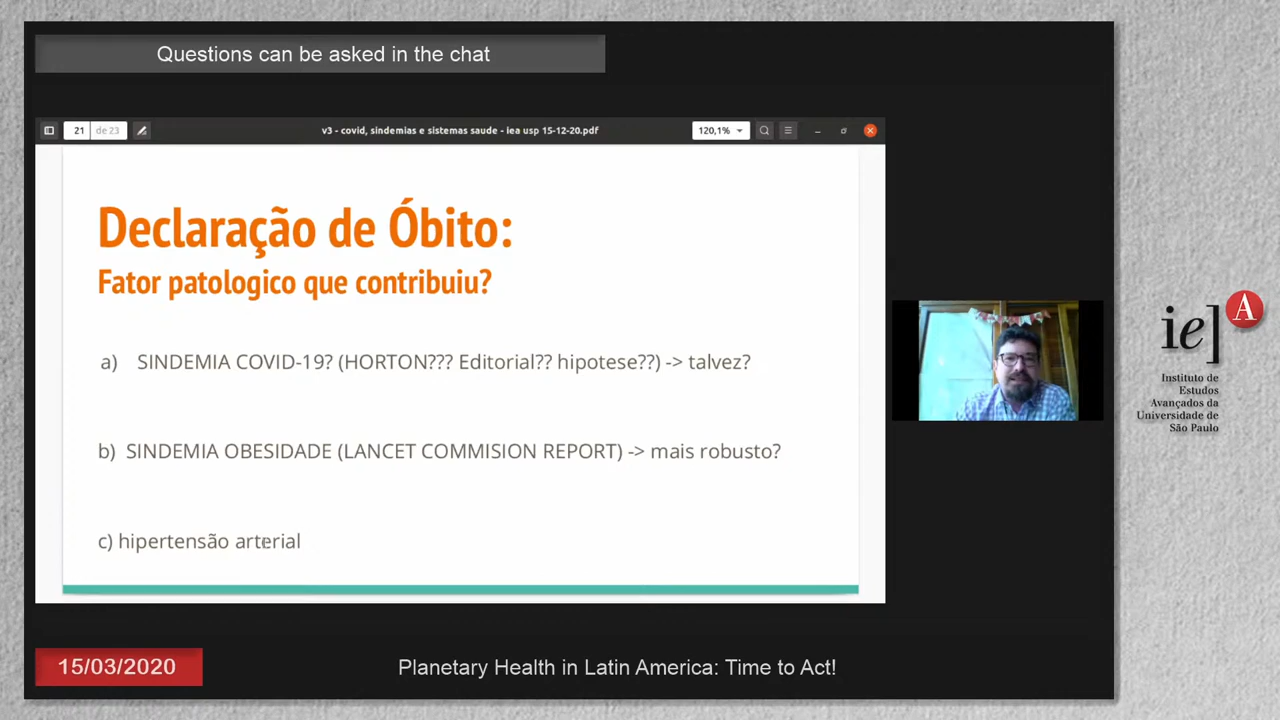 Questions can be asked in the chat
21 de 23
v3 - covid, sindemias e sistemas saude - iea usp 15-12-20.pdf
120,1%
Declaração de Óbito:
Fator patologico que contribuiu?
a) SINDEMIA COVID-19? (HORTON??? Editorial?? hipotese??) -> talvez?
b) SINDEMIA OBESIDADE (LANCET COMMISION REPORT) -> mais robusto?
c) hipertensão arterial
ie] A
Instituto de
Estudos
Avançados da
Universidade de
São Paulo
15/03/2020
Planetary Health in Latin America: Time to Act!